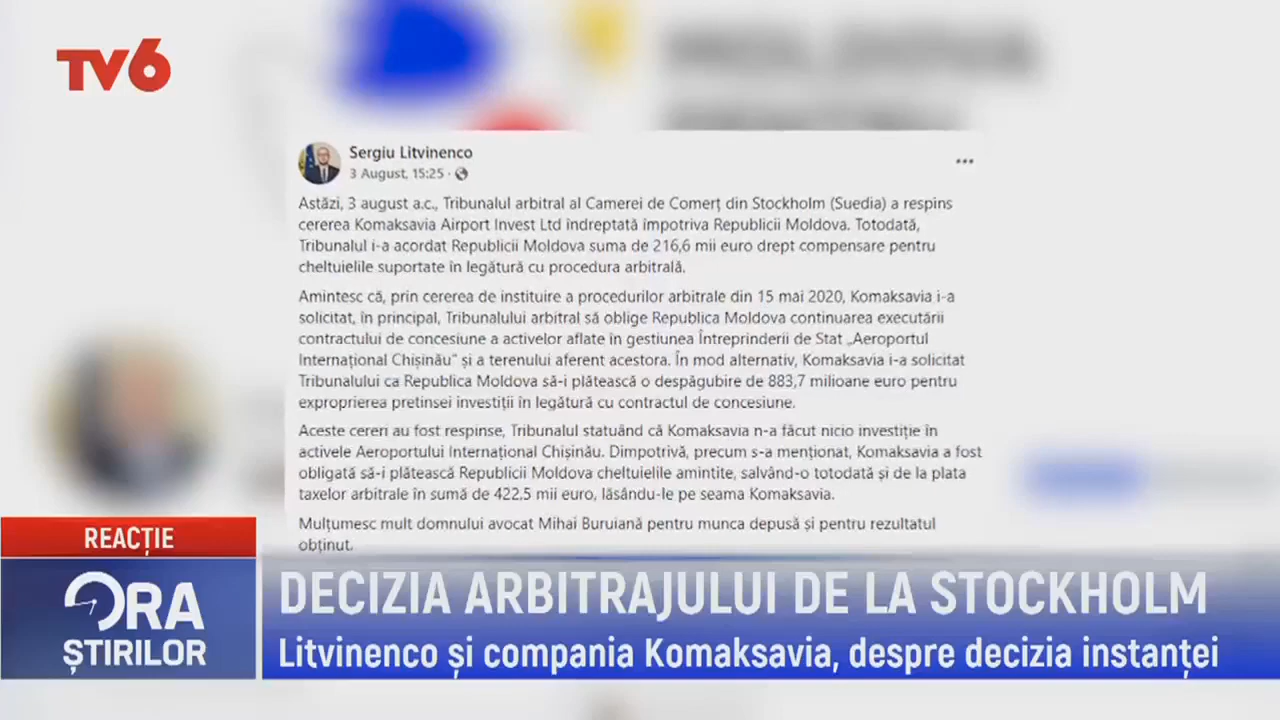 TV6
Sergiu Litvinenco
3 August, 15:25 ·
Astăzi, 3 august a.c., Tribunalul arbitral al Camerei de Comerț din Stockholm (Suedia) a respins
cererea Komaksavia Airport Invest Ltd îndreptată împotriva Republicii Moldova. Totodată,
Tribunalul i-a acordat Republicii Moldova suma de 216,6 mii euro drept compensare pentru
cheltuielile suportate în legătură cu procedura arbitrală.
Amintesc că, prin cererea de instituire a procedurilor arbitrale din 15 mai 2020, Komaksavia i-a
solicitat, în principal, Tribunalului arbitral să oblige Republica Moldova continuarea executării
contractului de concesiune a activelor aflate în gestiunea Întreprinderii de Stat „Aeroportul
Internațional Chișinău” și a terenului aferent acestora. În mod alternativ, Komaksavia i-a solicitat
Tribunalului ca Republica Moldova să-i plătească o despăgubire de 883,7 milioane euro pentru
exproprierea pretinsei investiții în legătură cu contractul de concesiune.
Aceste cereri au fost respinse, Tribunalul statuând că Komaksavia n-a făcut nicio investiție în
activele Aeroportului Internațional Chișinău. Dimpotrivă, precum s-a menționat, Komaksavia a fost
obligată să-i plătească Republicii Moldova cheltuielile amintite, salvând-o totodată și de la plata
taxelor arbitrale în sumă de 422,5 mii euro, lăsându-le pe seama Komaksavia.
Mulțumesc mult domnului avocat Mihai Buruiană pentru munca depusă și pentru rezultatul
obținut.
REACȚIE
ORA
ȘTIRILOR
DECIZIA ARBITRAJULUI DE LA STOCKHOLM
Litvinenco și compania Komaksavia, despre decizia instanței